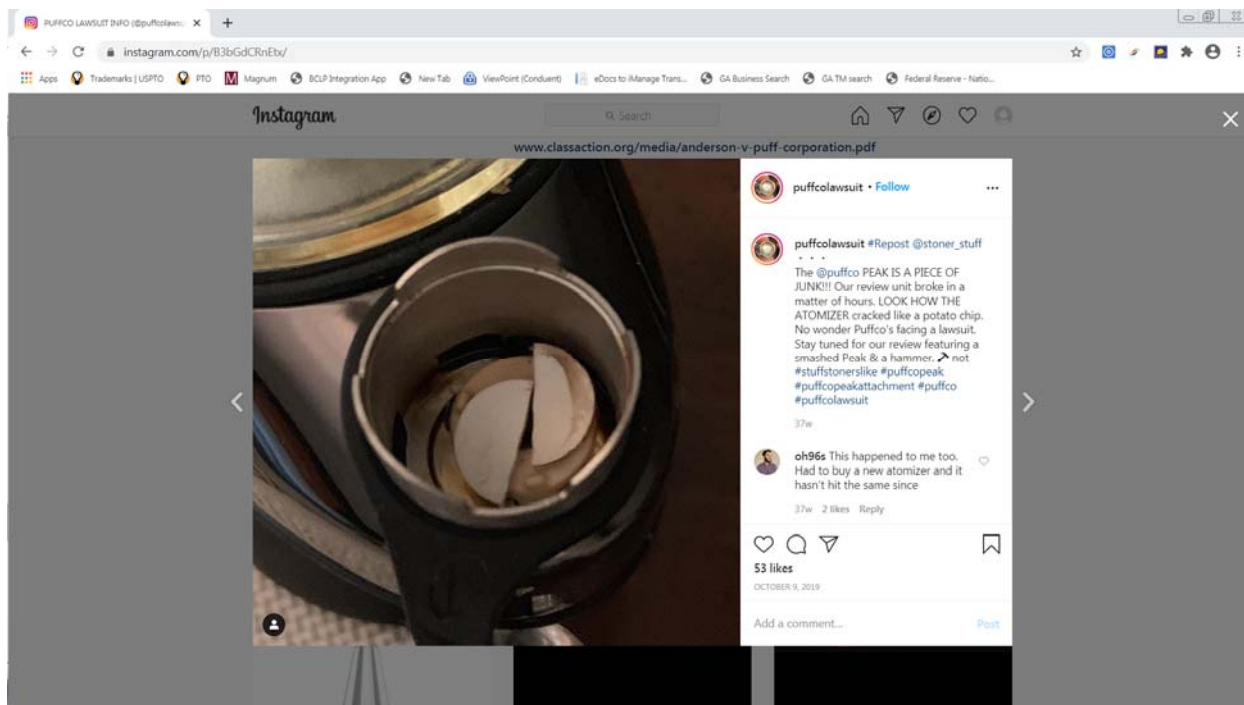 PUFFCO LAWSUIT INFO (@puffcolawsu
instagram.com/p/B3bGdCRnEtx/
Apps Trademarks | USPTO PTO Magnum BCLP Integration App New Tab ViewPoint (Conduent) eDocs to iManage Trans... GA Business Search GA TM search Federal Reserve - Natio...
Instagram
Search
www.classaction.org/media/anderson-v-puff-corporation.pdf
puffcolawsuit • Follow
puffcolawsuit #Repost @stoner_stuff
• • •
The @puffco PEAK IS A PIECE OF
JUNK!!! Our review unit broke in a
matter of hours. LOOK HOW THE
ATOMIZER cracked like a potato chip.
No wonder Puffco's facing a lawsuit.
Stay tuned for our review featuring a
smashed Peak & a hammer. not
#stuffstonerslike #puffcopeak
#puffcopeakattachment #puffco
#puffcolawsuit
37w
oh96s This happened to me too.
Had to buy a new atomizer and it
hasn't hit the same since
37w 2 likes Reply
53 likes
OCTOBER 9, 2019
Add a comment...
Post